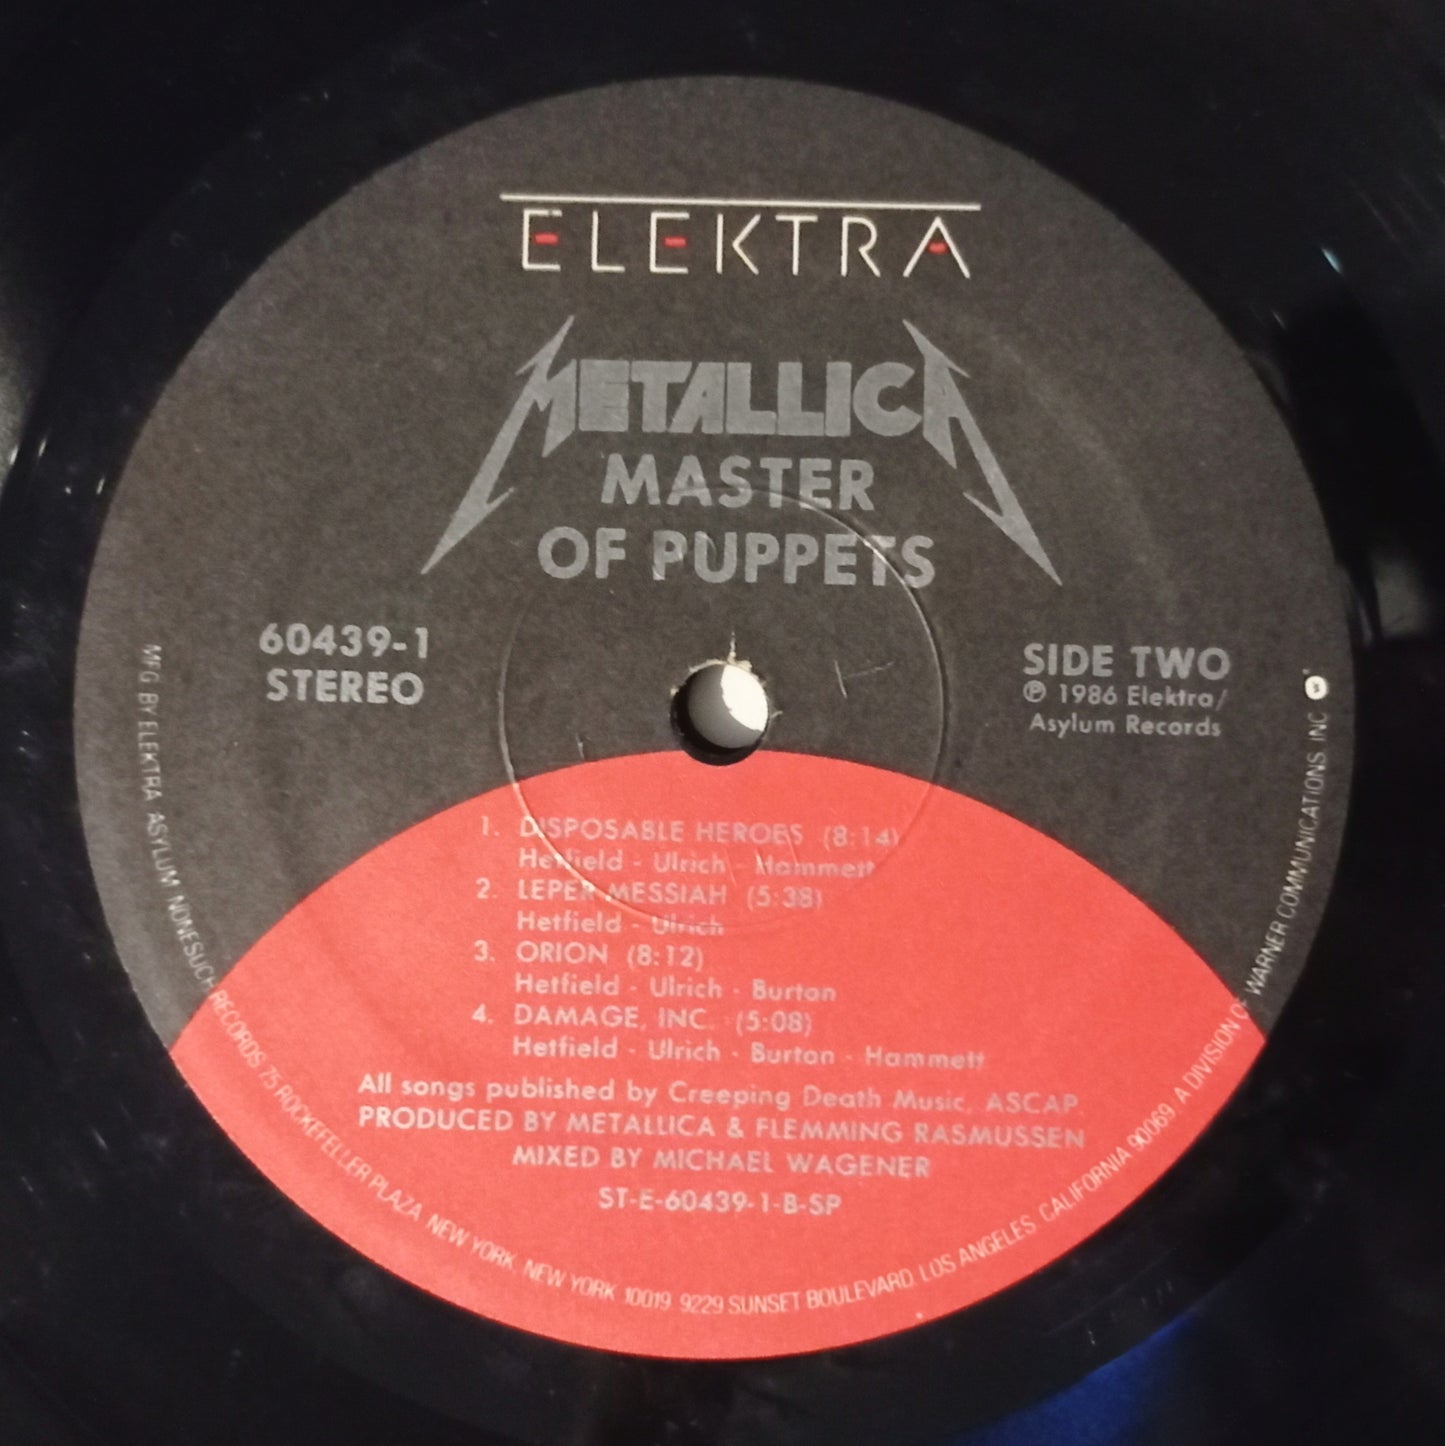 ELEKTRA
METALLICA
MASTER
OF PUPPETS
60439-1
STEREO
SIDE TWO
℗ 1986 Elektra/
Asylum Records
1. DISPOSABLE HEROES (8:14)
Hetfield - Ulrich - Hammett
2. LEPER MESSIAH (5:38)
Hetfield - Ulrich
3. ORION (8:12)
Hetfield - Ulrich - Burton
4. DAMAGE, INC. (5:08)
Hetfield - Ulrich - Burton - Hammett
All songs published by Creeping Death Music, ASCAP.
PRODUCED BY METALLICA & FLEMMING RASMUSSEN
MIXED BY MICHAEL WAGENER
ST-E-60439-1-B-SP
MFG BY ELEKTRA ASYLUM NONESUCH RECORDS 75 ROCKEFELLER PLAZA, NEW YORK, NEW YORK 10019 9229 SUNSET BOULEVARD, LOS ANGELES, CALIFORNIA 90069. A DIVISION OF WARNER COMMUNICATIONS INC